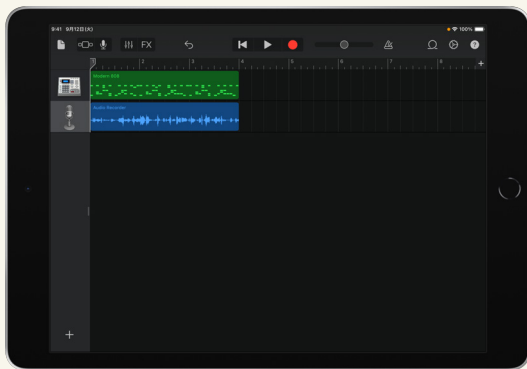 9:41 9月12日(火)
100%
FX
1 2 3 4 5 6 7 8
Modern 808
Audio Recorder